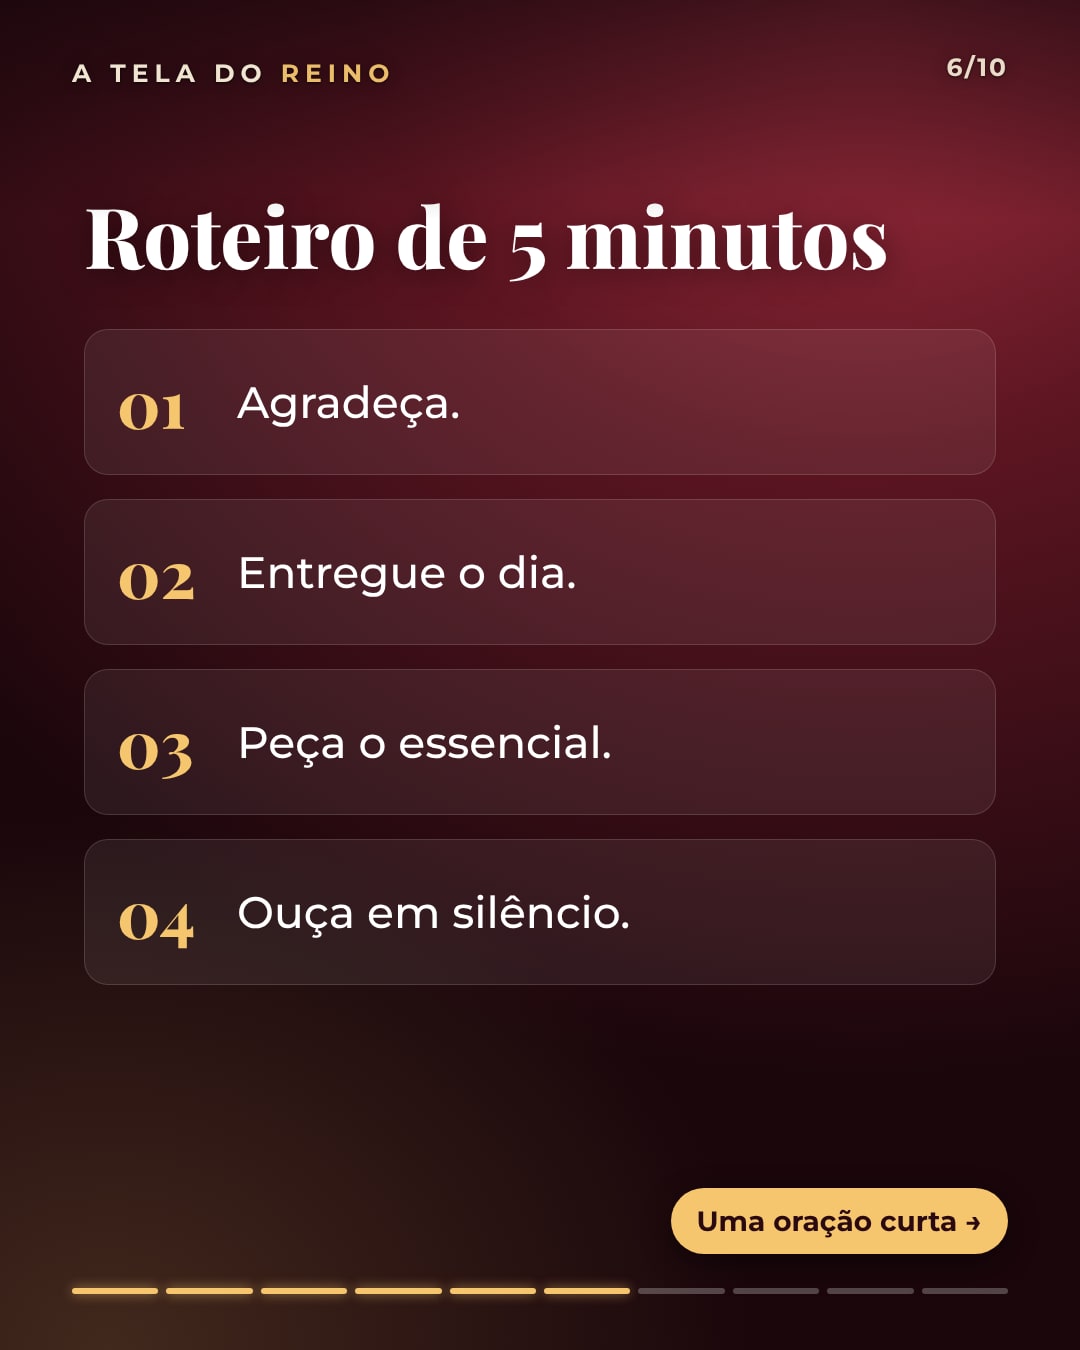 A TELA DO REINO
6/10
Roteiro de 5 minutos
01 Agradeça.
02 Entregue o dia.
03 Peça o essencial.
04 Ouça em silêncio.
Uma oração curta →